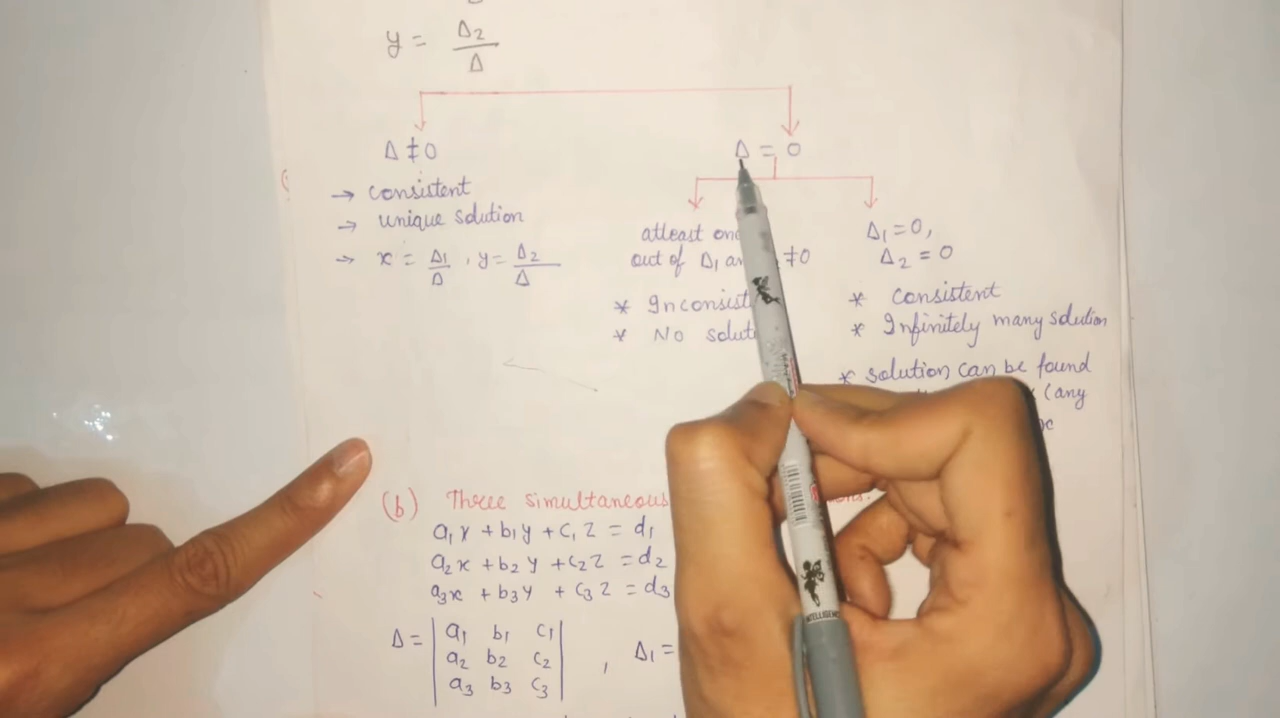 y = Δ2/Δ
Δ ≠ 0
→ consistent
→ unique solution
→ x = Δ1/Δ , y = Δ2/Δ
Δ = 0
atleast one
out of Δ1 ≠0
* Inconsist
* No solut
Δ1 = 0,
Δ2 = 0
* consistent
* Infinitely many solution
* solution can be found
(any
(b) Three simultaneous
a1x + b1y + c1z = d1
a2x + b2y + c2z = d2
a3x + b3y + c3z = d3
Δ = | a1 b1 c1 | , Δ1 =
| a2 b2 c2 |
| a3 b3 c3 |
INTELLIGENT